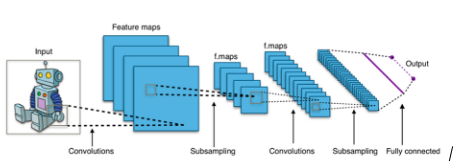 Feature maps
Input
f.maps
f.maps
Output
Convolutions
Subsampling
Convolutions
Subsampling
Fully connected
/